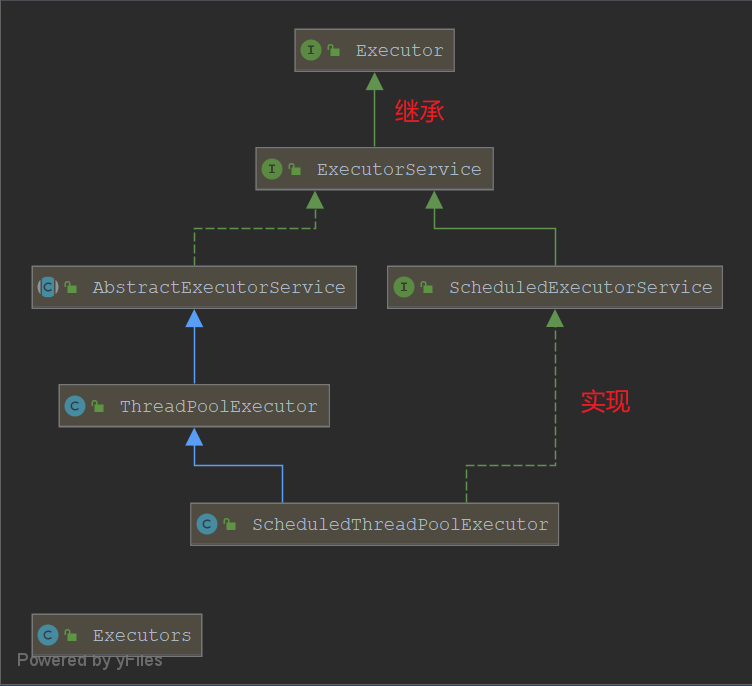 Executor
继承
ExecutorService
AbstractExecutorService
ScheduledExecutorService
ThreadPoolExecutor
实现
ScheduledThreadPoolExecutor
Executors
Powered by yFiles